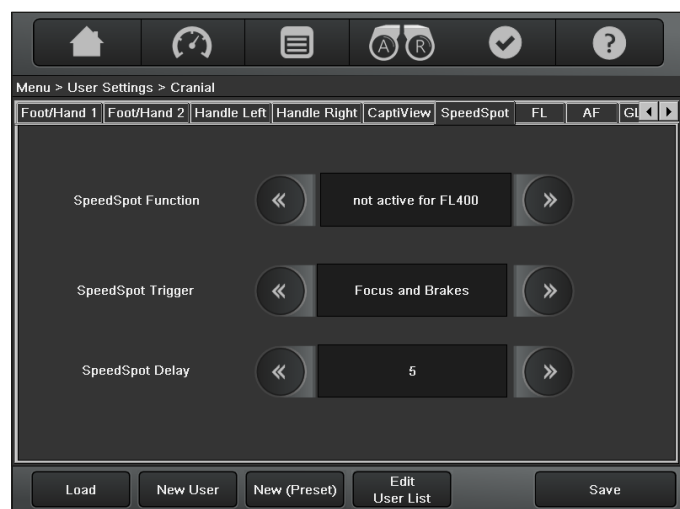 A R ?
Menu > User Settings > Cranial
Foot/Hand 1 Foot/Hand 2 Handle Left Handle Right CaptiView SpeedSpot FL AF GL
SpeedSpot Function « not active for FL400 »
SpeedSpot Trigger « Focus and Brakes »
SpeedSpot Delay « 5 »
Load New User New (Preset) Edit User List Save